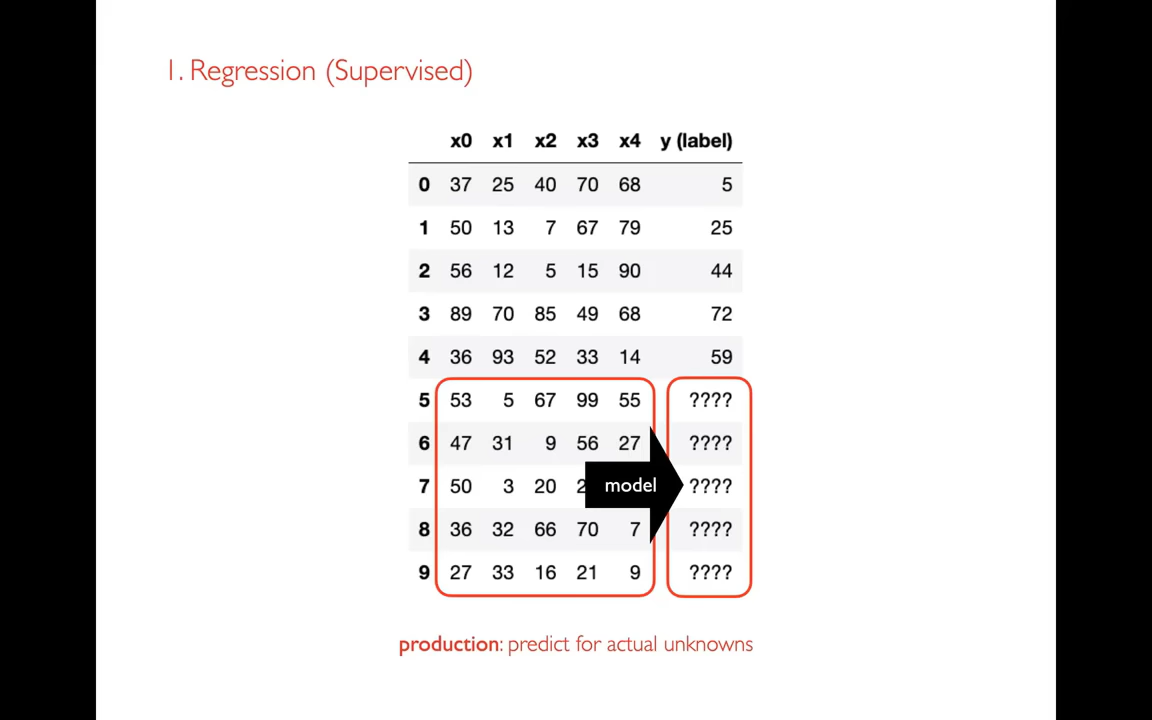 1. Regression (Supervised)
x0 x1 x2 x3 x4 y (label)
0 37 25 40 70 68 5
1 50 13 7 67 79 25
2 56 12 5 15 90 44
3 89 70 85 49 68 72
4 36 93 52 33 14 59
5 53 5 67 99 55 ????
6 47 31 9 56 27 ????
7 50 3 20 model ????
8 36 32 66 70 7 ????
9 27 33 16 21 9 ????
production: predict for actual unknowns